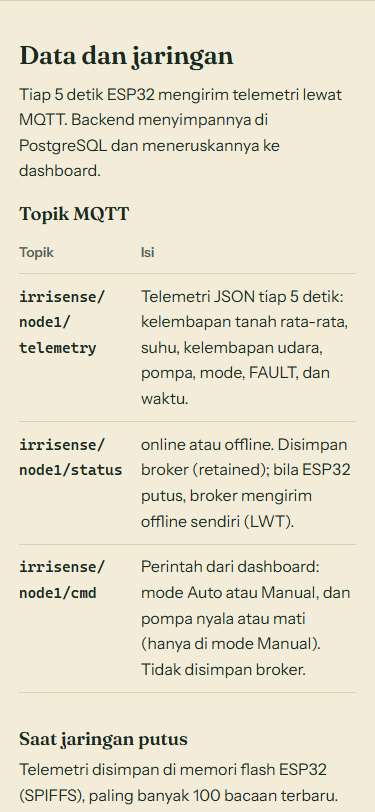 Data dan jaringan
Tiap 5 detik ESP32 mengirim telemetri lewat
MQTT. Backend menyimpannya di
PostgreSQL dan meneruskannya ke
dashboard.
Topik MQTT
Topik Isi
irrisense/
node1/
telemetry
Telemetri JSON tiap 5 detik:
kelembapan tanah rata-rata,
suhu, kelembapan udara,
pompa, mode, FAULT, dan
waktu.
irrisense/
node1/status
online atau offline. Disimpan
broker (retained); bila ESP32
putus, broker mengirim
offline sendiri (LWT).
irrisense/
node1/cmd
Perintah dari dashboard:
mode Auto atau Manual, dan
pompa nyala atau mati
(hanya di mode Manual).
Tidak disimpan broker.
Saat jaringan putus
Telemetri disimpan di memori flash ESP32
(SPIFFS), paling banyak 100 bacaan terbaru.